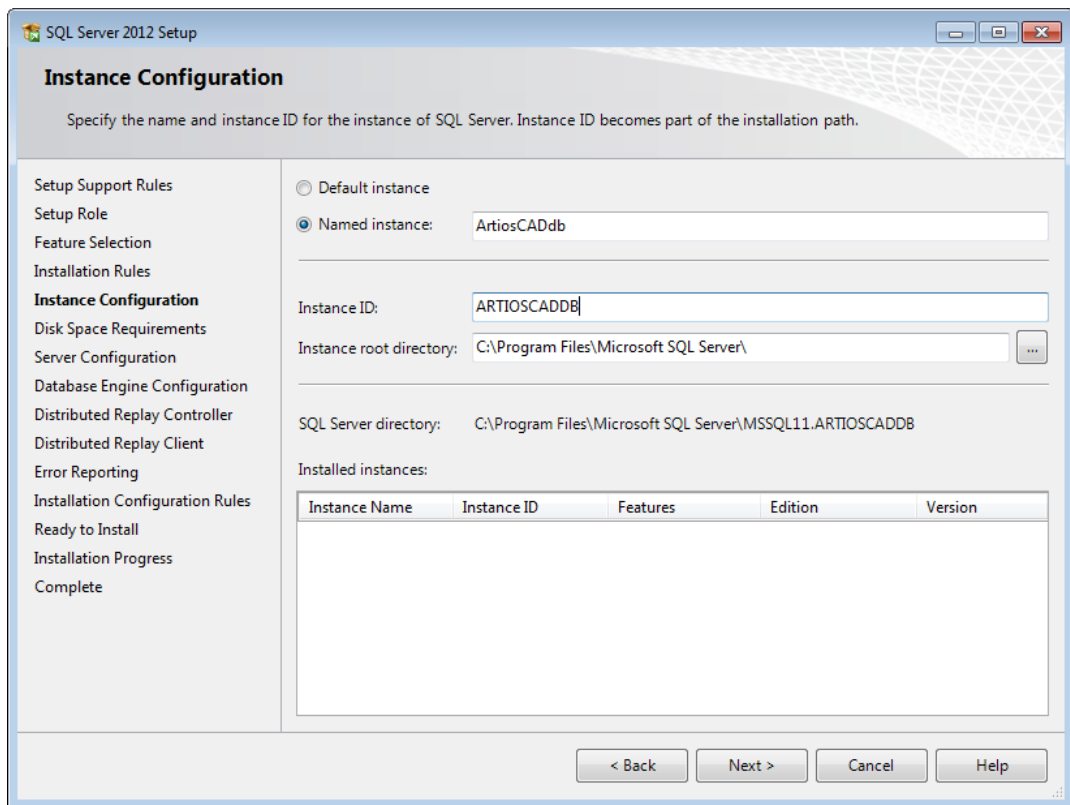 SQL Server 2012 Setup
Instance Configuration
Specify the name and instance ID for the instance of SQL Server. Instance ID becomes part of the installation path.
Setup Support Rules
Setup Role
Feature Selection
Installation Rules
Instance Configuration
Disk Space Requirements
Server Configuration
Database Engine Configuration
Distributed Replay Controller
Distributed Replay Client
Error Reporting
Installation Configuration Rules
Ready to Install
Installation Progress
Complete
Default instance
Named instance: ArtiosCADdb
Instance ID: ARTIOSCADDB
Instance root directory: C:\Program Files\Microsoft SQL Server\ ...
SQL Server directory: C:\Program Files\Microsoft SQL Server\MSSQL11.ARTIOSCADDB
Installed instances:
Instance Name Instance ID Features Edition Version
< Back Next > Cancel Help